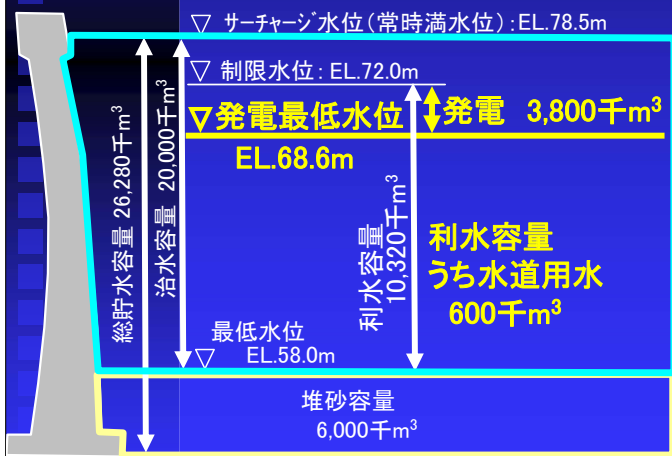 ▽ サーチャージ水位(常時満水位):EL.78.5m
▽ 制限水位:EL.72.0m
▽発電最低水位
発電 3,800千m³
EL.68.6m
総貯水容量 26,280千m³
治水容量 20,000千m³
利水容量
10,320千m³
利水容量
うち水道用水
600千m³
最低水位
▽ EL.58.0m
堆砂容量
6,000千m³